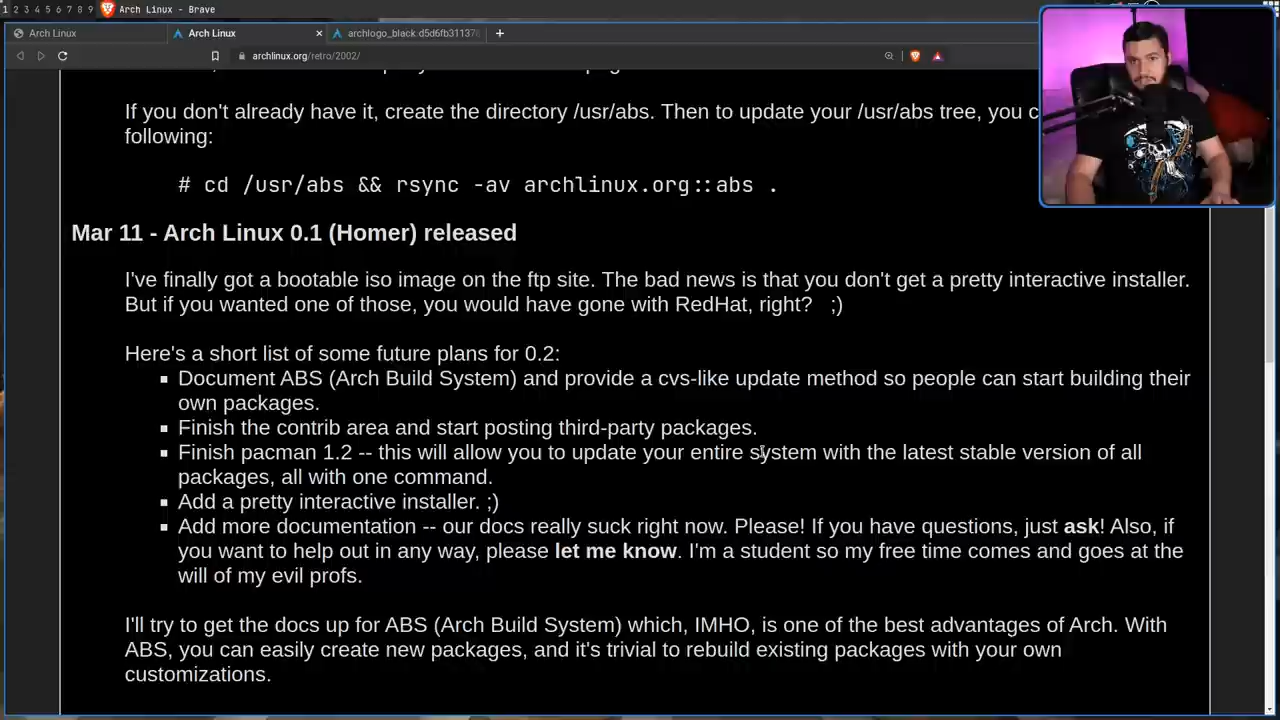 1 2 3 4 5 6 7 8 9 Arch Linux - Brave
Arch Linux
Arch Linux
archlogo_black d5d6fb31137
archlinux.org/retro/2002/
If you don't already have it, create the directory /usr/abs. Then to update your /usr/abs tree, you
following:
# cd /usr/abs && rsync -av archlinux.org::abs .
Mar 11 - Arch Linux 0.1 (Homer) released
I've finally got a bootable iso image on the ftp site. The bad news is that you don't get a pretty interactive installer.
But if you wanted one of those, you would have gone with RedHat, right? ;)
Here's a short list of some future plans for 0.2:
Document ABS (Arch Build System) and provide a cvs-like update method so people can start building their
own packages.
Finish the contrib area and start posting third-party packages.
Finish pacman 1.2 -- this will allow you to update your entire system with the latest stable version of all
packages, all with one command.
Add a pretty interactive installer. ;)
Add more documentation -- our docs really suck right now. Please! If you have questions, just ask! Also, if
you want to help out in any way, please let me know. I'm a student so my free time comes and goes at the
will of my evil profs.
I'll try to get the docs up for ABS (Arch Build System) which, IMHO, is one of the best advantages of Arch. With
ABS, you can easily create new packages, and it's trivial to rebuild existing packages with your own
customizations.